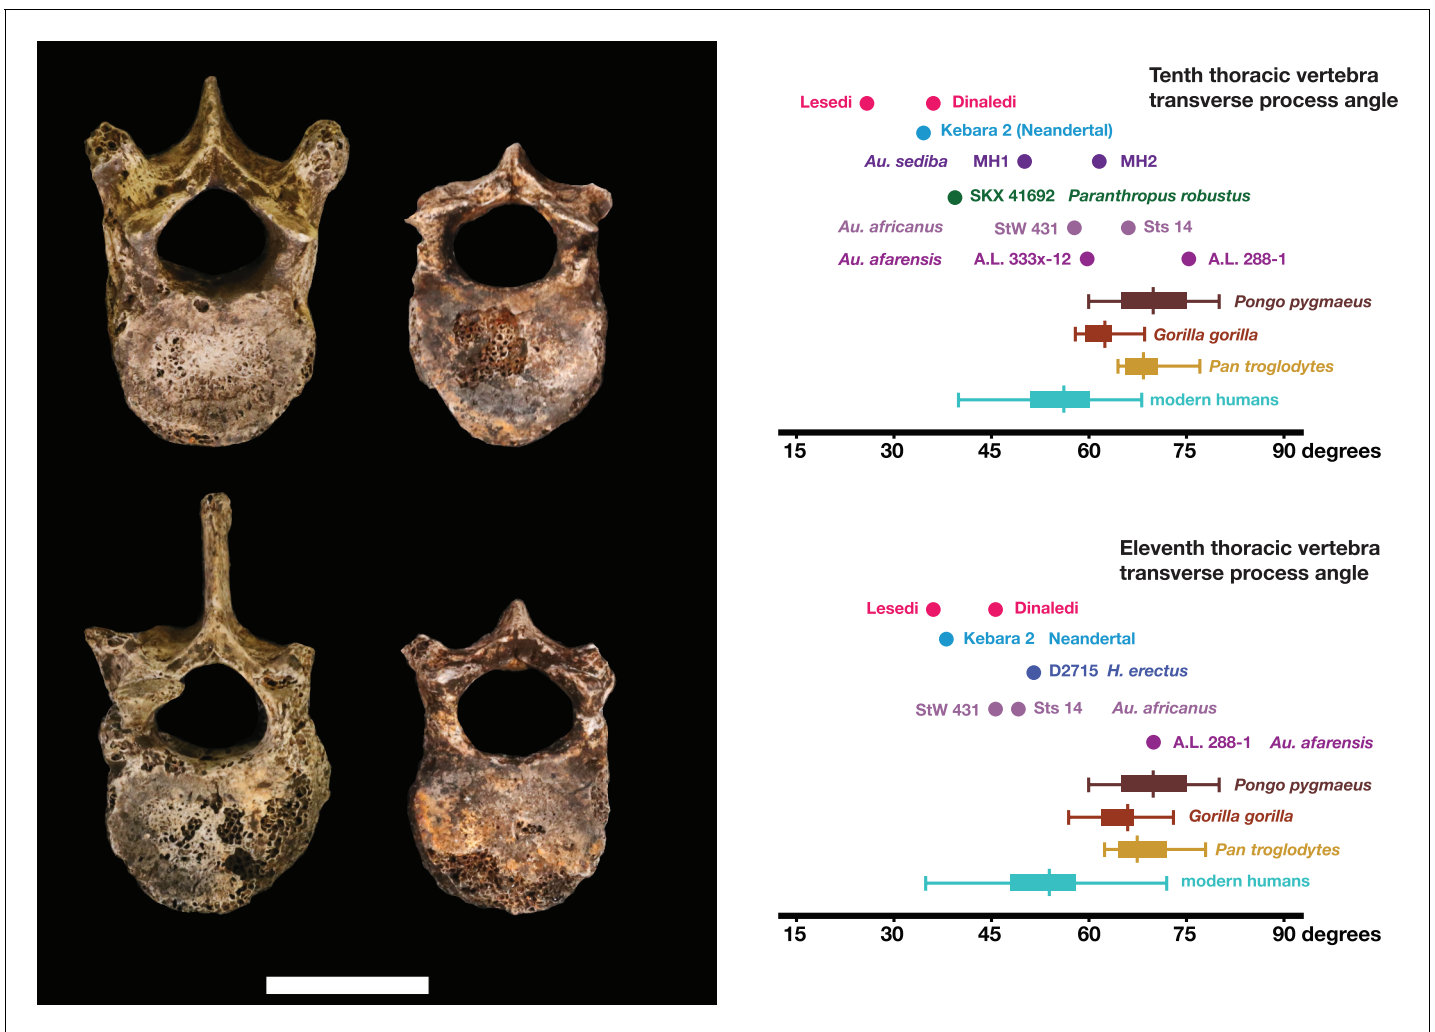 Tenth thoracic vertebra
transverse process angle
Lesedi Dinaledi
Kebara 2 (Neandertal)
Au. sediba MH1 MH2
SKX 41692 Paranthropus robustus
Au. africanus StW 431 Sts 14
Au. afarensis A.L. 333x-12 A.L. 288-1
Pongo pygmaeus
Gorilla gorilla
Pan troglodytes
modern humans
15 30 45 60 75 90 degrees
Eleventh thoracic vertebra
transverse process angle
Lesedi Dinaledi
Kebara 2 Neandertal
D2715 H. erectus
StW 431 Sts 14 Au. africanus
A.L. 288-1 Au. afarensis
Pongo pygmaeus
Gorilla gorilla
Pan troglodytes
modern humans
15 30 45 60 75 90 degrees